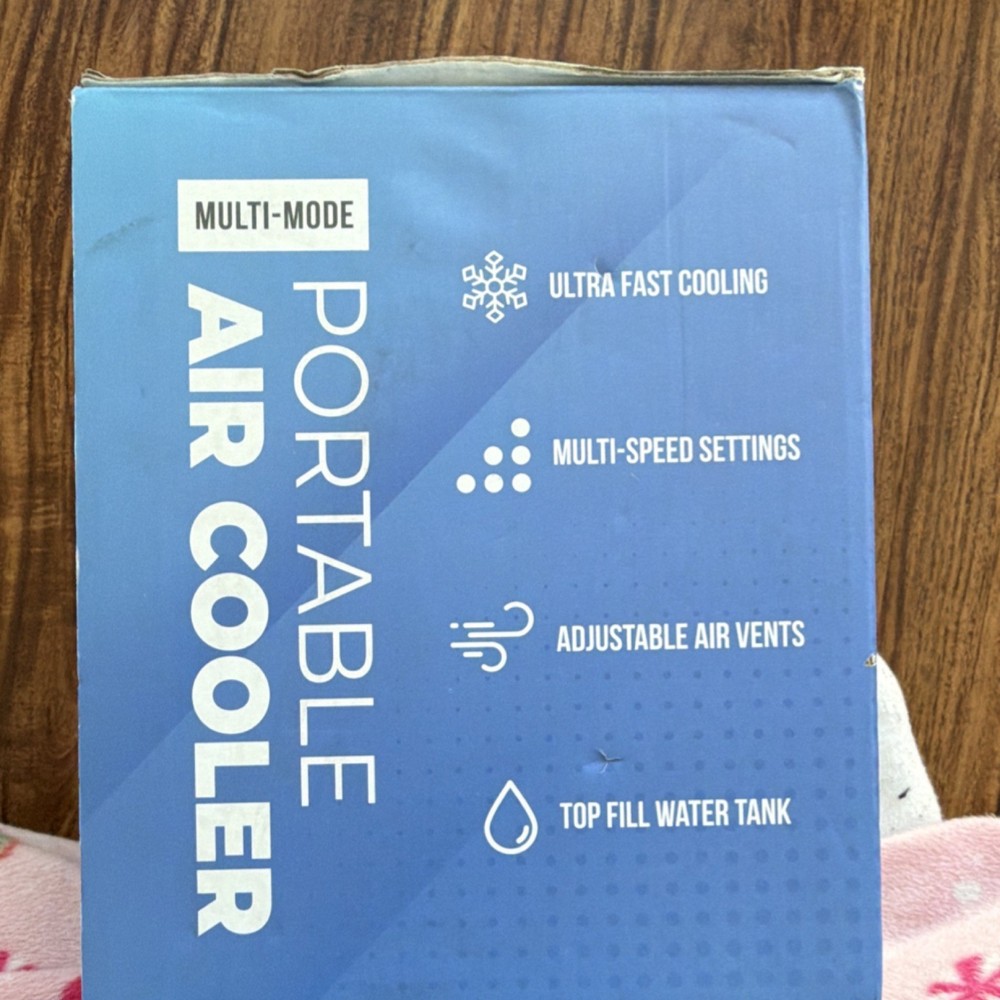 MULTI-MODE
PORTABLE
AIR COOLER
ULTRA FAST COOLING
MULTI-SPEED SETTINGS
ADJUSTABLE AIR VENTS
TOP FILL WATER TANK